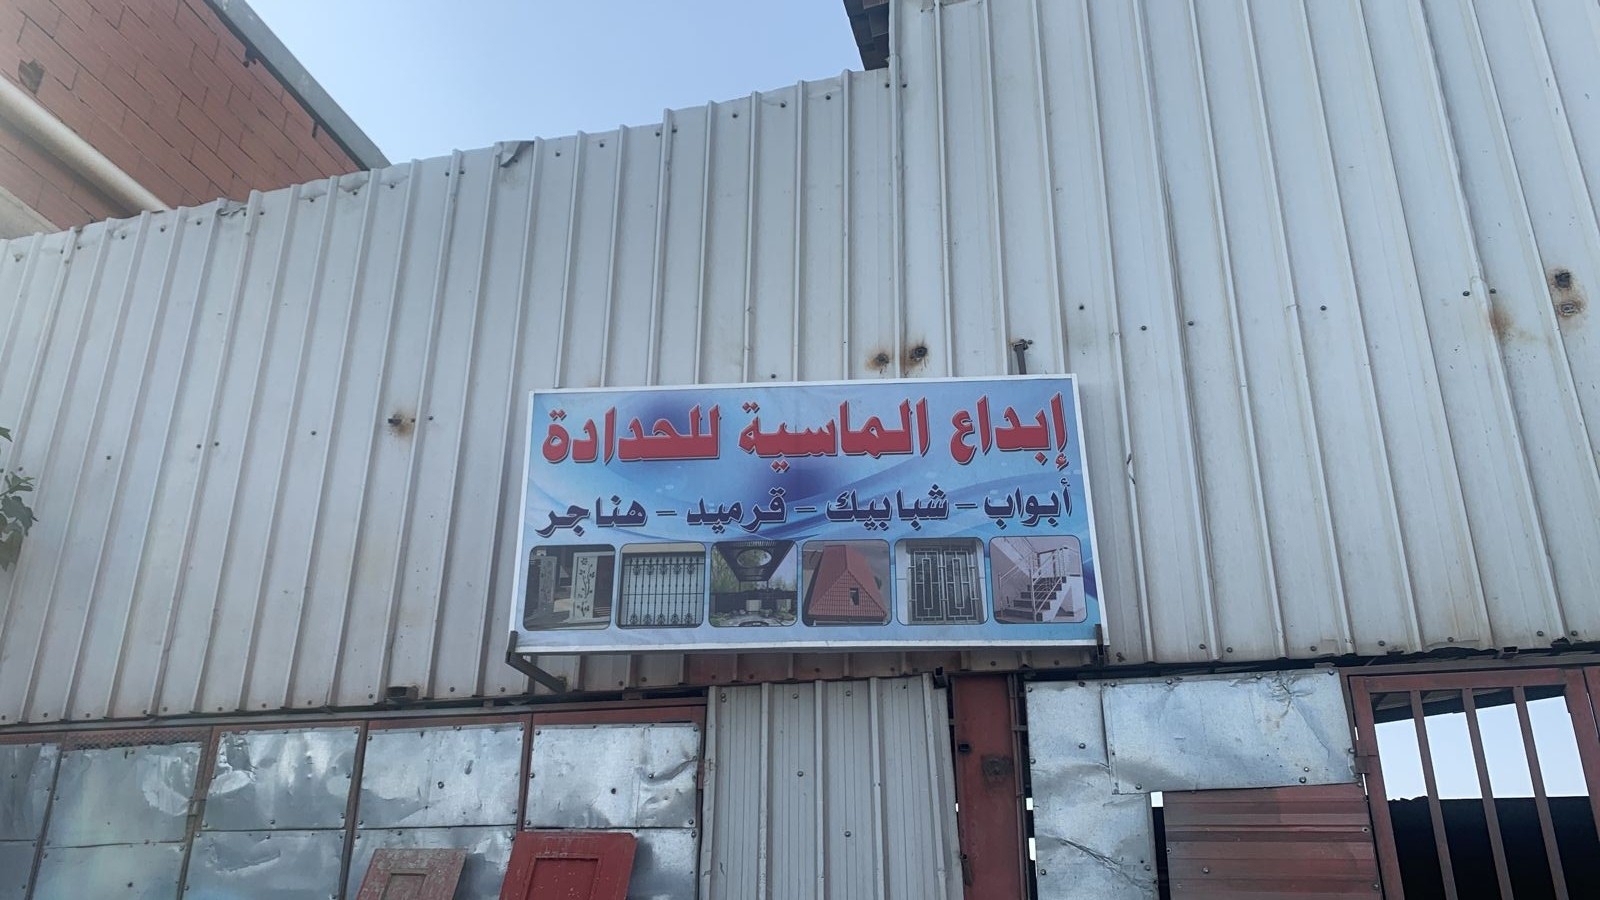 إبداع الماسية للحدادة
أبواب - شبابيك - قرميد - هناجر